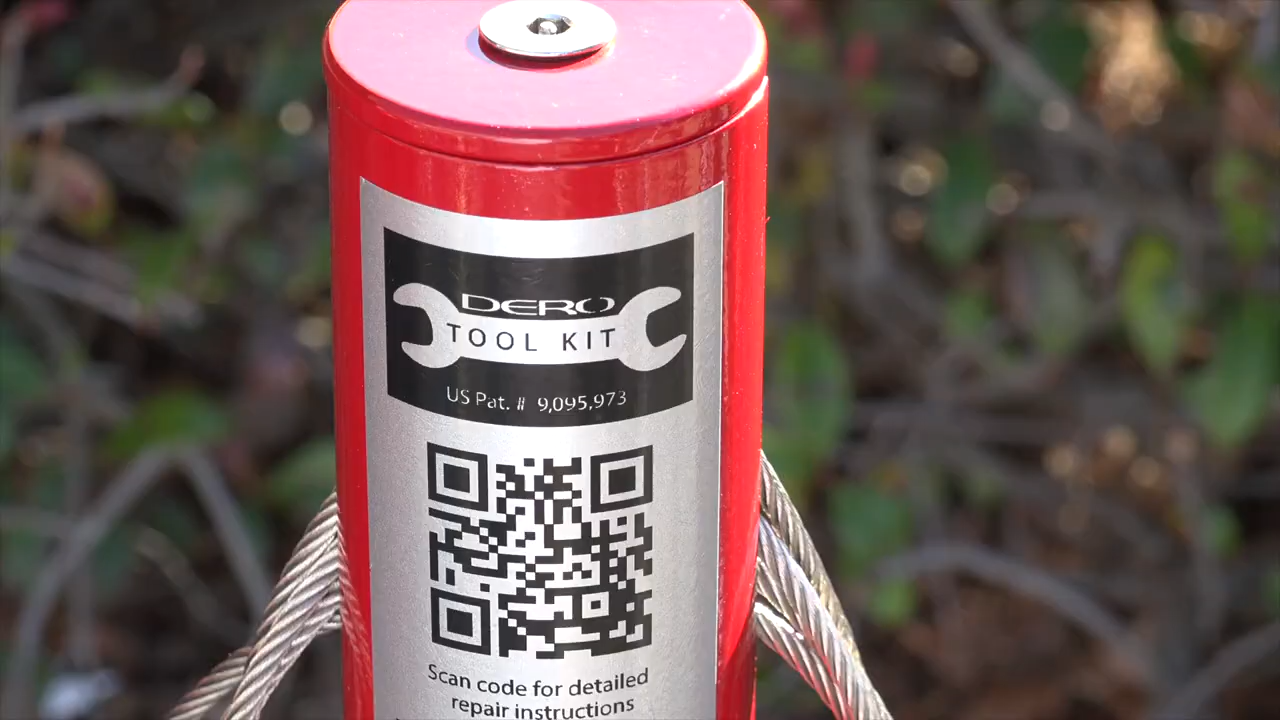 DERO
TOOL KIT
US Pat. # 9,095,973
Scan code for detailed
repair instructions